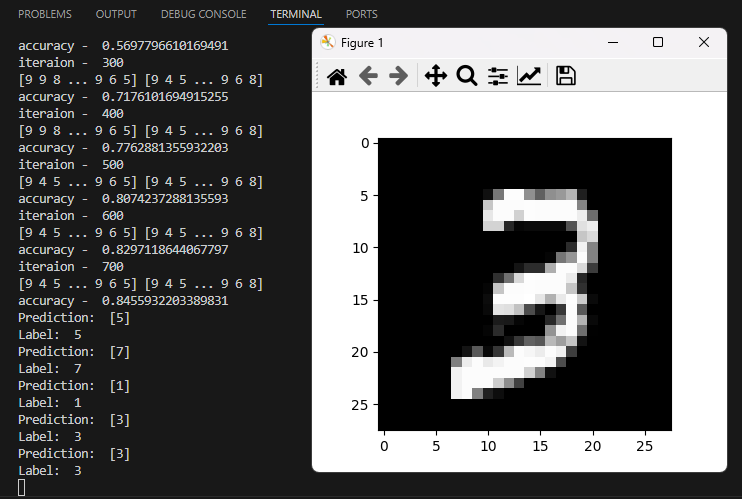 PROBLEMS OUTPUT DEBUG CONSOLE TERMINAL PORTS
accuracy - 0.5697796610169491
iteraion - 300
[9 9 8 ... 9 6 5] [9 4 5 ... 9 6 8]
accuracy - 0.7176101694915255
iteraion - 400
[9 9 8 ... 9 6 5] [9 4 5 ... 9 6 8]
accuracy - 0.7762881355932203
iteraion - 500
[9 4 5 ... 9 6 5] [9 4 5 ... 9 6 8]
accuracy - 0.8074237288135593
iteraion - 600
[9 4 5 ... 9 6 5] [9 4 5 ... 9 6 8]
accuracy - 0.8297118644067797
iteraion - 700
[9 4 5 ... 9 6 5] [9 4 5 ... 9 6 8]
accuracy - 0.8455932203389831
Prediction: [5]
Label: 5
Prediction: [7]
Label: 7
Prediction: [1]
Label: 1
Prediction: [3]
Label: 3
Prediction: [3]
Label: 3
Figure 1
0
5
10
15
20
25
0 5 10 15 20 25
3